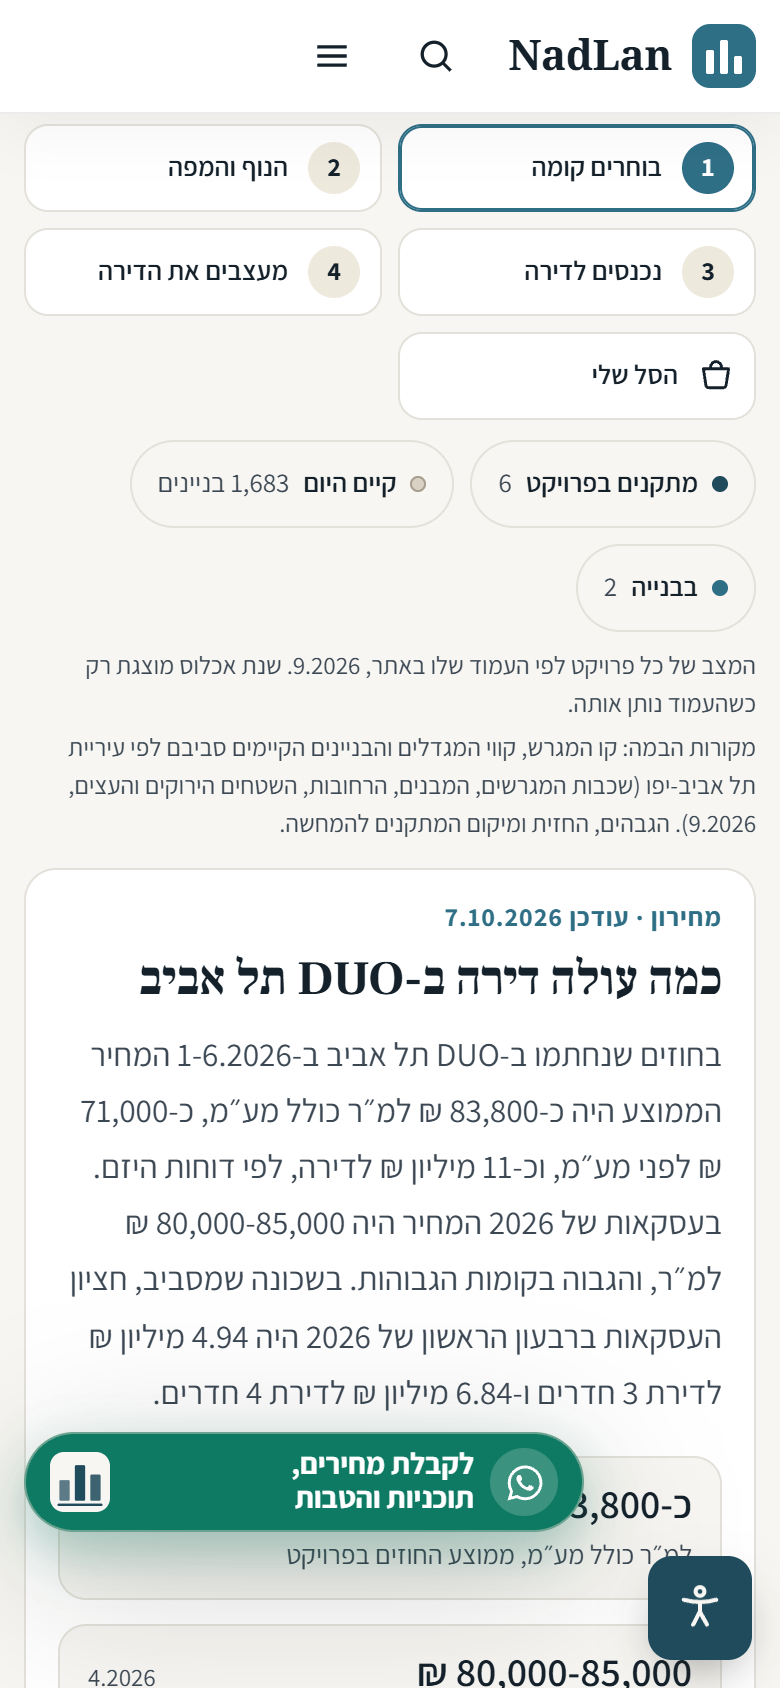 NadLan
1 בוחרים קומה
2 הנוף והמפה
3 נכנסים לדירה
4 מעצבים את הדירה
הסל שלי
מתקנים בפרויקט 6
קיים היום 1,683 בניינים
בבנייה 2
המצב של כל פרויקט לפי העמוד שלו באתר, 9.2026. שנת אכלוס מוצגת רק
כשהעמוד נותן אותה.
מקורות הבמה: קו המגרש, קווי המגדלים והבניינים הקיימים סביבם לפי עיריית
תל אביב-יפו (שכבות המגרשים, המבנים, הרחובות, השטחים הירוקים והעצים,
9.2026). הגבהים, החזית ומיקום המתקנים להמחשה.
מחירון · עודכן 7.10.2026
כמה עולה דירה ב-DUO תל אביב
בחוזים שנחתמו ב-DUO תל אביב ב-1-6.2026 המחיר
הממוצע היה כ-83,800 ₪ למ״ר כולל מע״מ, כ-71,000
₪ לפני מע״מ, וכ-11 מיליון ₪ לדירה, לפי דוחות היזם.
בעסקאות של 2026 המחיר היה 80,000-85,000 ₪
למ״ר, והגבוה בקומות הגבוהות. בשכונה שמסביב, חציון
העסקאות ברבעון הראשון של 2026 היה 4.94 מיליון ₪
לדירת 3 חדרים ו-6.84 מיליון ₪ לדירת 4 חדרים.
לקבלת מחירים,
תוכניות והטבות
למ״ר כולל מע״מ, ממוצע החוזים בפרויקט
80,000-85,000 ₪
4.2026